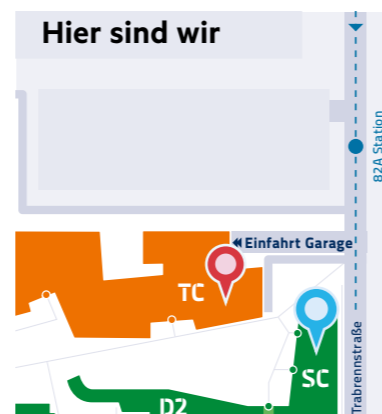 Hier sind wir
82A Station
Einfahrt Garage
TC
Trabrennstraße
SC
D2